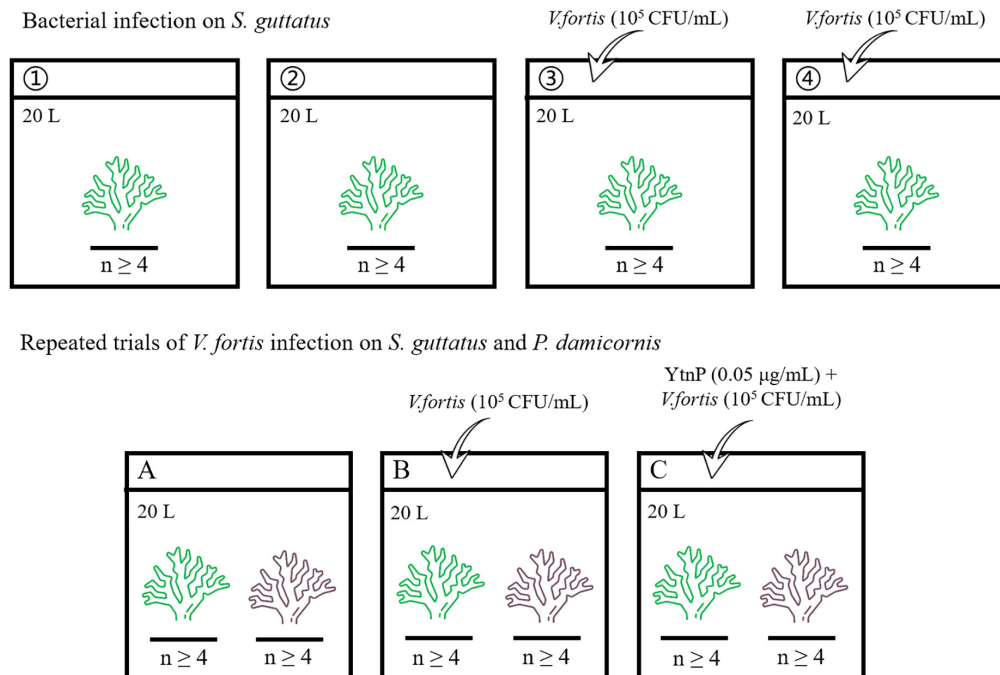 Bacterial infection on S. guttatus
V.fortis (10⁵ CFU/mL)
V.fortis (10⁵ CFU/mL)
①
②
③
④
20 L
20 L
20 L
20 L
n ≥ 4
n ≥ 4
n ≥ 4
n ≥ 4
Repeated trials of V. fortis infection on S. guttatus and P. damicornis
V.fortis (10⁵ CFU/mL)
YtnP (0.05 μg/mL) +
V.fortis (10⁵ CFU/mL)
A
B
C
20 L
20 L
20 L
n ≥ 4
n ≥ 4
n ≥ 4
n ≥ 4
n ≥ 4
n ≥ 4